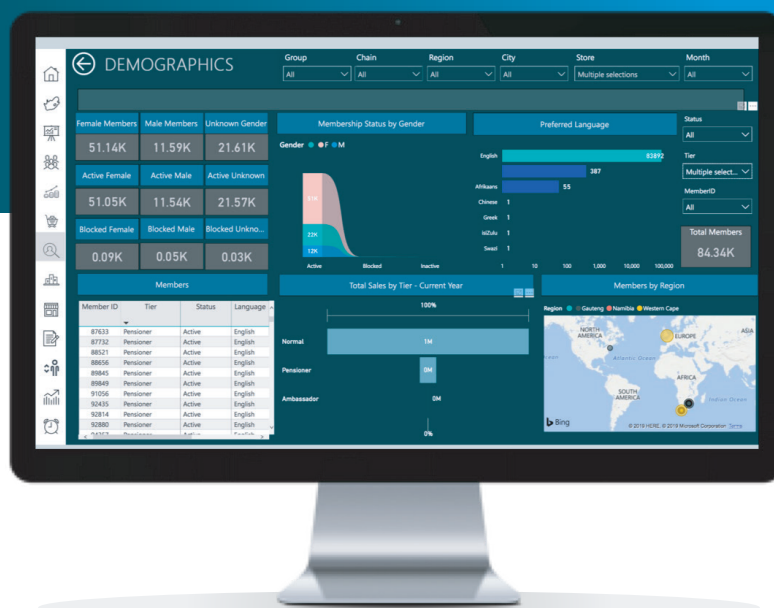 DEMOGRAPHICS
Group
Chain
Region
City
Store
Month
All
All
All
All
Multiple selections
All
Female Members
Male Members
Unknown Gender
51.14K
11.59K
21.61K
Active Female
Active Male
Active Unknown
51.05K
11.54K
21.57K
Blocked Female
Blocked Male
Blocked Unkno...
0.09K
0.05K
0.03K
Membership Status by Gender
Gender F M
22K
12K
Active
Blocked
Inactive
Preferred Language
English
83892
387
Afrikaans
55
Chinese 1
Greek 1
isiZulu 1
Swazi 1
1 10 100 1,000 10,000 100,000
Status
All
Tier
Multiple select...
MemberID
All
Total Members
84.34K
Members
Member ID Tier Status Language
87633 Pensioner Active English
87732 Pensioner Active English
88521 Pensioner Active English
88656 Pensioner Active English
89845 Pensioner Active English
89849 Pensioner Active English
91056 Pensioner Active English
92435 Pensioner Active English
92814 Pensioner Active English
92880 Pensioner Active English
Total Sales by Tier - Current Year
100%
Normal
1M
Pensioner
0M
Ambassador
0M
0%
Members by Region
Region Gauteng Namibia Western Cape
NORTH
AMERICA
EUROPE
ASIA
Atlantic Ocean
AFRICA
SOUTH
AMERICA
Indian Ocean
Bing
© 2018 HERE, © 2018 Microsoft Corporation Terms